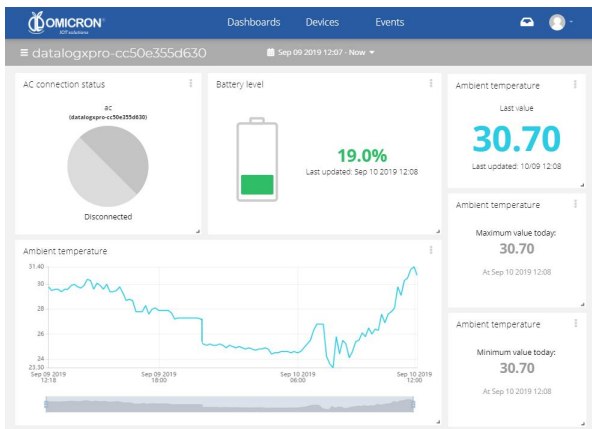 OMICRON
IOT solutions
Dashboards Devices Events
datalogxpro-cc50e355d630
Sep 09 2019 12:07 - Now
AC connection status
ac
(datalogxpro-cc50e355d630)
Disconnected
Battery level
19.0%
Last updated: Sep 10 2019 12:08
Ambient temperature
Last value
30.70
Last updated: 10/09 12:08
Ambient temperature
Maximum value today:
30.70
At Sep 10 2019 12:08
Ambient temperature
31.40
30
28
26
24
23.30
Sep 09 2019
12:18
Sep 09 2019
18:00
Sep 10 2019
06:00
Sep 10 2019
12:00
Ambient temperature
Minimum value today:
30.70
At Sep 10 2019 12:08